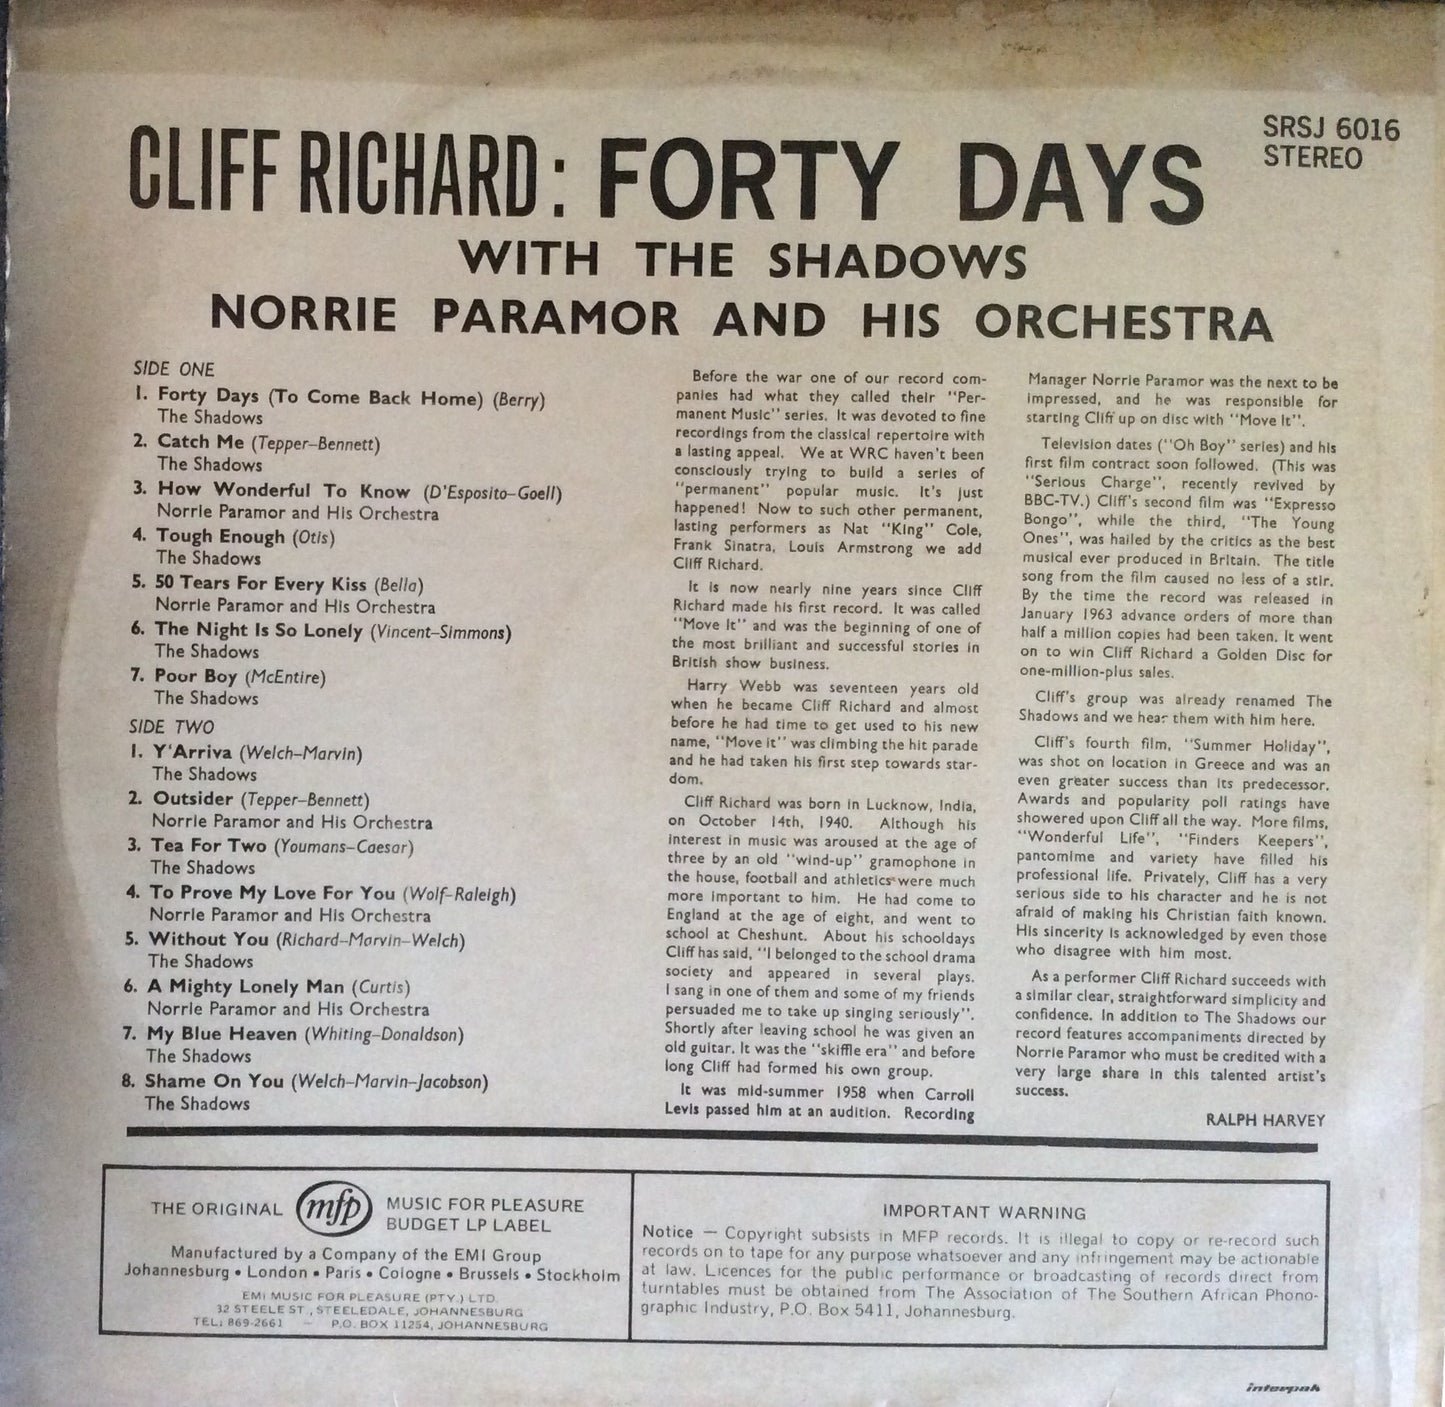 CLIFF RICHARD: FORTY DAYS
SRSJ 6016
STEREO
WITH THE SHADOWS
NORRIE PARAMOR AND HIS ORCHESTRA
SIDE ONE
1. Forty Days (To Come Back Home) (Berry)
The Shadows
2. Catch Me (Tepper–Bennett)
The Shadows
3. How Wonderful To Know (D'Esposito–Goell)
Norrie Paramor and His Orchestra
4. Tough Enough (Otis)
The Shadows
5. 50 Tears For Every Kiss (Bella)
Norrie Paramor and His Orchestra
6. The Night Is So Lonely (Vincent–Simmons)
The Shadows
7. Poor Boy (McEntire)
The Shadows
SIDE TWO
1. Y'Arriva (Welch–Marvin)
The Shadows
2. Outsider (Tepper–Bennett)
Norrie Paramor and His Orchestra
3. Tea For Two (Youmans–Caesar)
The Shadows
4. To Prove My Love For You (Wolf–Raleigh)
Norrie Paramor and His Orchestra
5. Without You (Richard–Marvin–Welch)
The Shadows
6. A Mighty Lonely Man (Curtis)
Norrie Paramor and His Orchestra
7. My Blue Heaven (Whiting–Donaldson)
The Shadows
8. Shame On You (Welch–Marvin–Jacobson)
The Shadows
Before the war one of our record com-
panies had what they called their "Per-
manent Music" series. It was devoted to fine
recordings from the classical repertoire with
a lasting appeal. We at WRC haven't been
consciously trying to build a series of
"permanent" popular music. It's just
happened! Now to such other permanent,
lasting performers as Nat "King" Cole,
Frank Sinatra, Louis Armstrong we add
Cliff Richard.
It is now nearly nine years since Cliff
Richard made his first record. It was called
"Move It" and was the beginning of one of
the most brilliant and successful stories in
British show business.
Harry Webb was seventeen years old
when he became Cliff Richard and almost
before he had time to get used to his new
name, "Move it" was climbing the hit parade
and he had taken his first step towards star-
dom.
Cliff Richard was born in Lucknow, India,
on October 14th, 1940. Although his
interest in music was aroused at the age of
three by an old "wind-up" gramophone in
the house, football and athletics were much
more important to him. He had come to
England at the age of eight, and went to
school at Cheshunt. About his schooldays
Cliff has said, "I belonged to the school drama
society and appeared in several plays.
I sang in one of them and some of my friends
persuaded me to take up singing seriously".
Shortly after leaving school he was given an
old guitar. It was the "skiffle era" and before
long Cliff had formed his own group.
It was mid-summer 1958 when Carroll
Levis passed him at an audition. Recording
Manager Norrie Paramor was the next to be
impressed, and he was responsible for
starting Cliff up on disc with "Move It".
Television dates ("Oh Boy" series) and his
first film contract soon followed. (This was
"Serious Charge", recently revived by
BBC-TV.) Cliff's second film was "Expresso
Bongo", while the third, "The Young
Ones", was hailed by the critics as the best
musical ever produced in Britain. The title
song from the film caused no less of a stir.
By the time the record was released in
January 1963 advance orders of more than
half a million copies had been taken. It went
on to win Cliff Richard a Golden Disc for
one-million-plus sales.
Cliff's group was already renamed The
Shadows and we hear them with him here.
Cliff's fourth film, "Summer Holiday",
was shot on location in Greece and was an
even greater success than its predecessor.
Awards and popularity poll ratings have
showered upon Cliff all the way. More films,
"Wonderful Life", "Finders Keepers",
pantomime and variety have filled his
professional life. Privately, Cliff has a very
serious side to his character and he is not
afraid of making his Christian faith known.
His sincerity is acknowledged by even those
who disagree with him most.
As a performer Cliff Richard succeeds with
a similar clear, straightforward simplicity and
confidence. In addition to The Shadows our
record features accompaniments directed by
Norrie Paramor who must be credited with a
very large share in this talented artist's
success.
RALPH HARVEY
THE ORIGINAL mfp MUSIC FOR PLEASURE
BUDGET LP LABEL
Manufactured by a Company of the EMI Group
Johannesburg • London • Paris • Cologne • Brussels • Stockholm
EMI MUSIC FOR PLEASURE (PTY.) LTD.
32 STEELE ST., STEELEDALE, JOHANNESBURG
TEL: 869-2661 – P.O. BOX 11254, JOHANNESBURG
IMPORTANT WARNING
Notice — Copyright subsists in MFP records. It is illegal to copy or re-record such
records on to tape for any purpose whatsoever and any infringement may be actionable
at law. Licences for the public performance or broadcasting of records direct from
turntables must be obtained from The Association of The Southern African Phono-
graphic Industry, P.O. Box 5411, Johannesburg.
interpak